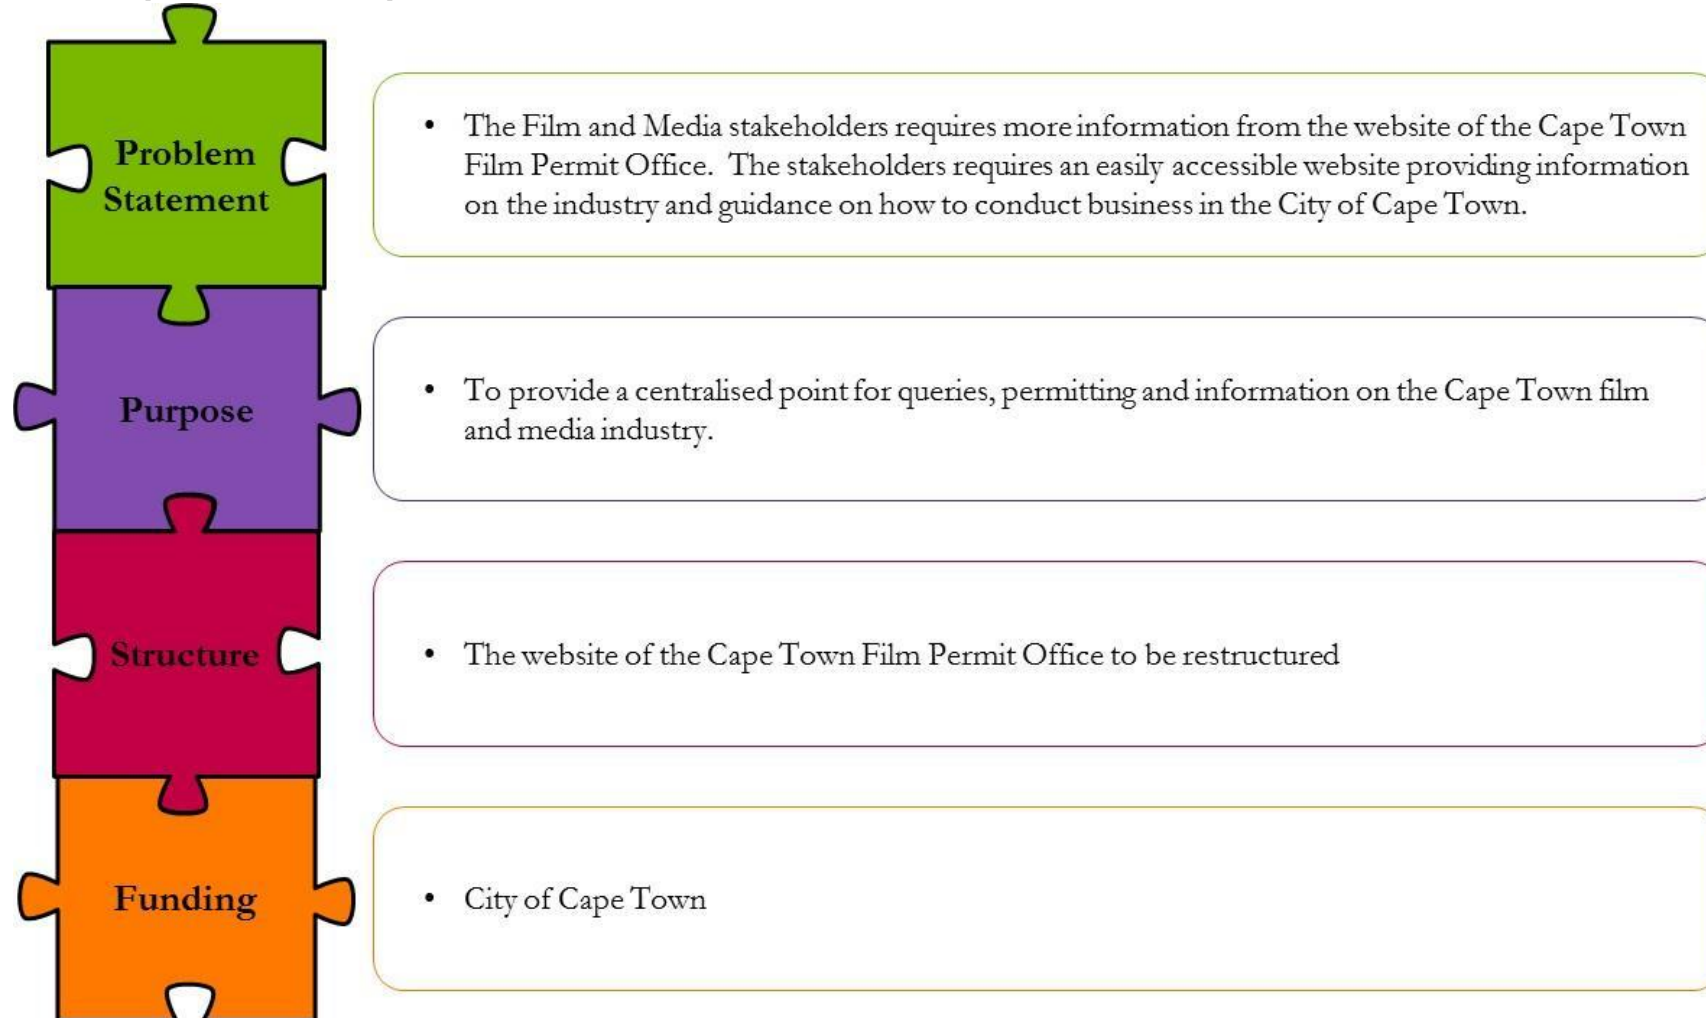 Problem
Statement
• The Film and Media stakeholders requires more information from the website of the Cape Town
Film Permit Office.  The stakeholders requires an easily accessible website providing information
on the industry and guidance on how to conduct business in the City of Cape Town.
Purpose
• To provide a centralised point for queries, permitting and information on the Cape Town film
and media industry.
Structure
• The website of the Cape Town Film Permit Office to be restructured
Funding
• City of Cape Town